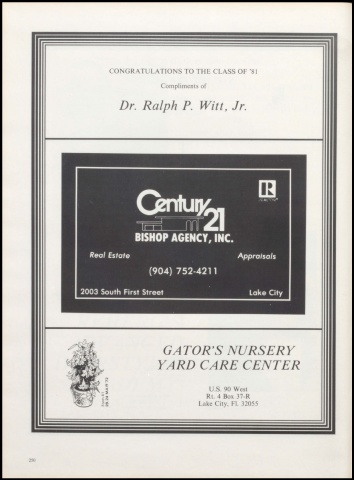 CONGRATULATIONS TO THE CLASS OF '81
Compliments of
Dr. Ralph P. Witt, Jr.
Century 21
R
REALTOR®
BISHOP AGENCY, INC.
Real Estate Appraisals
(904) 752-4211
2003 South First Street Lake City
GATOR'S NURSERY
YARD CARE CENTER
U.S. 90 West
Rt. 4 Box 37-R
Lake City, Fl. 32055